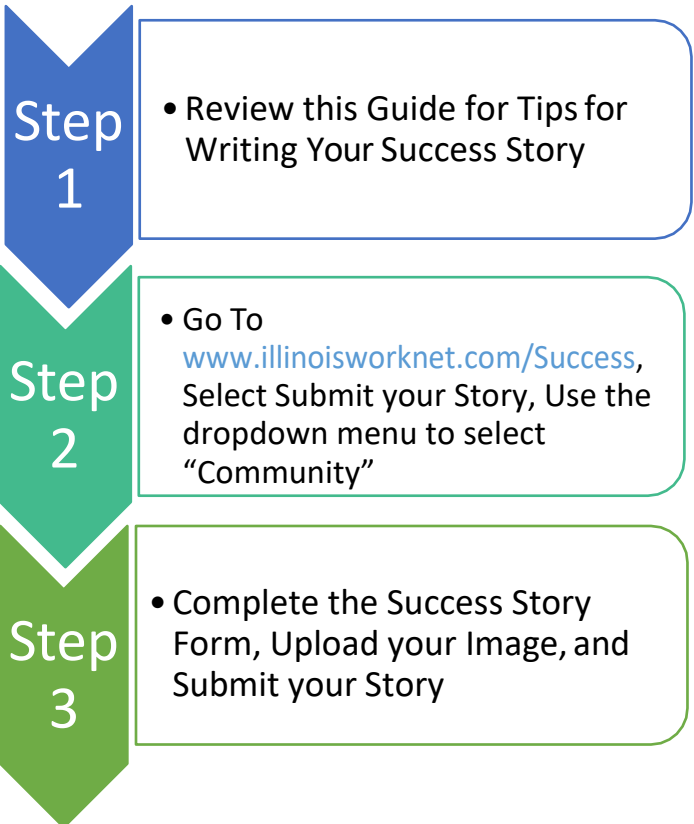 Step
1
• Review this Guide for Tips for
Writing Your Success Story
Step
2
• Go To
www.illinoisworknet.com/Success,
Select Submit your Story, Use the
dropdown menu to select
“Community”
Step
3
• Complete the Success Story
Form, Upload your Image, and
Submit your Story